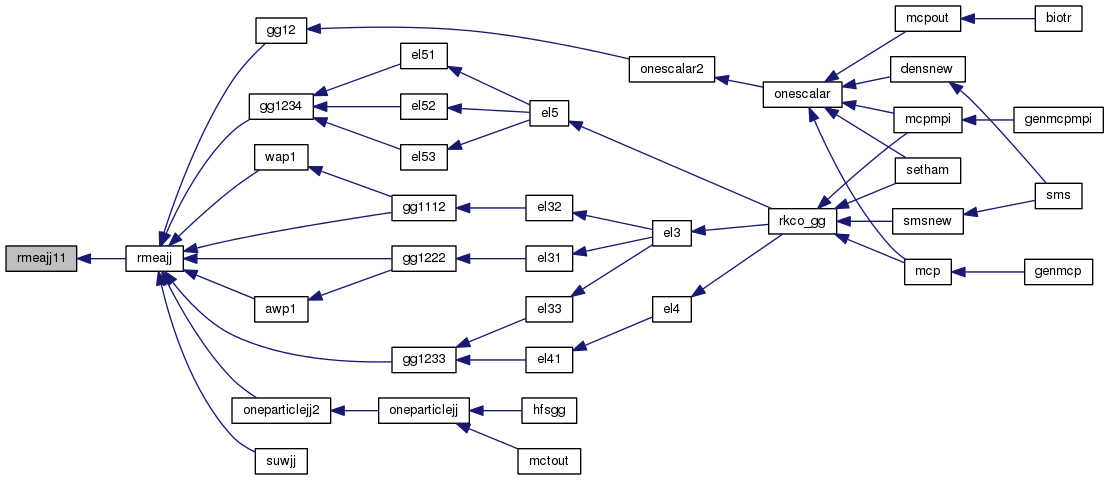 rmeajj11
rmeajj
gg12
gg1234
wap1
gg1112
gg1222
awp1
gg1233
oneparticlejj2
suwjj
el51
el52
el53
oneparticlejj
el5
el32
el31
el33
el41
hfsgg
mctout
onescalar2
el3
el4
onescalar
rkco_gg
mcpout
densnew
mcpmpi
setham
smsnew
mcp
biotr
genmcpmpi
sms
genmcp